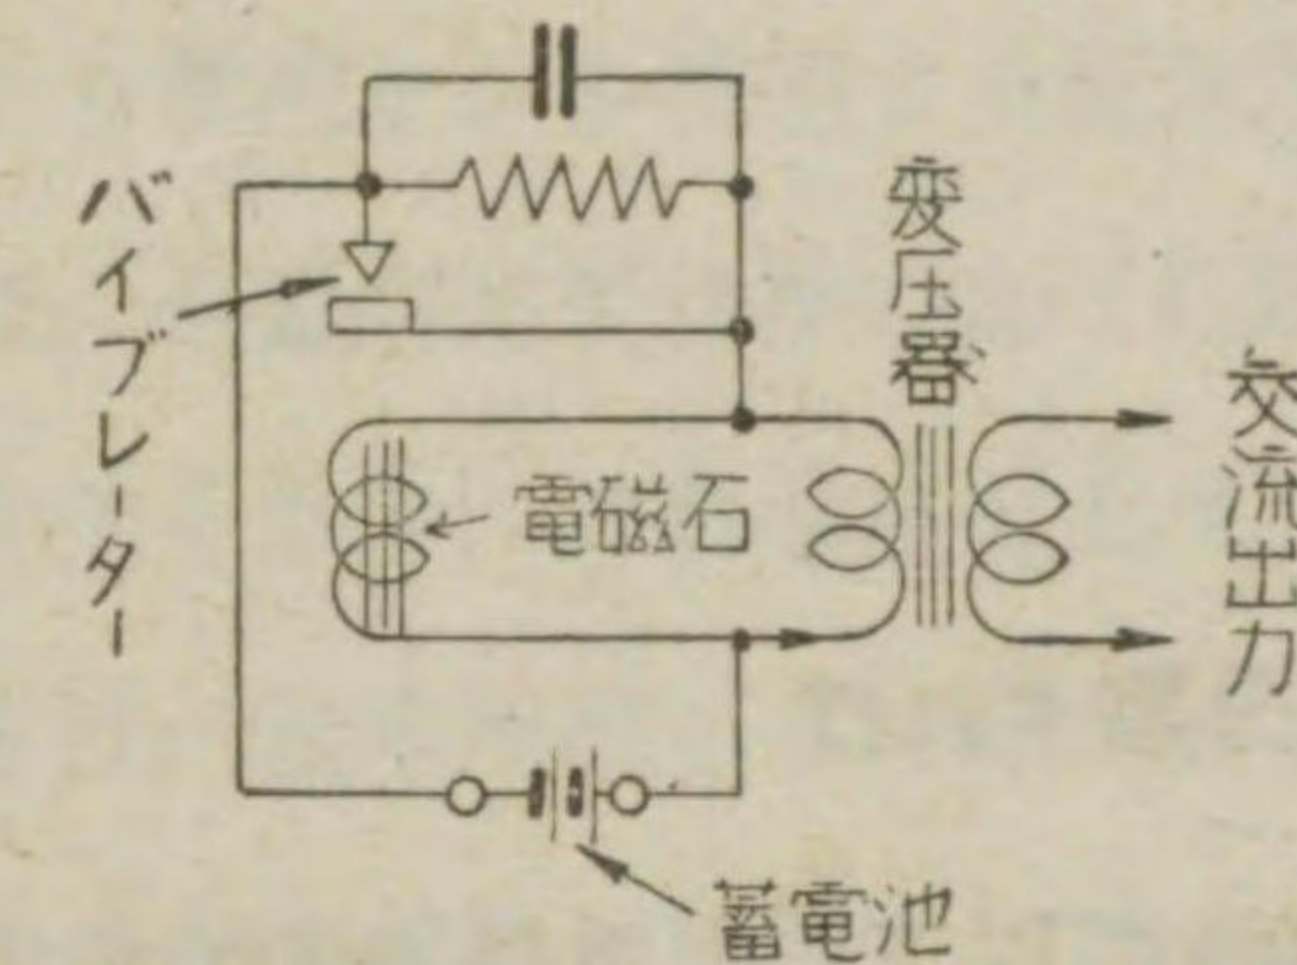 バイブレーター
変圧器
交流出力
電磁石
蓄電池